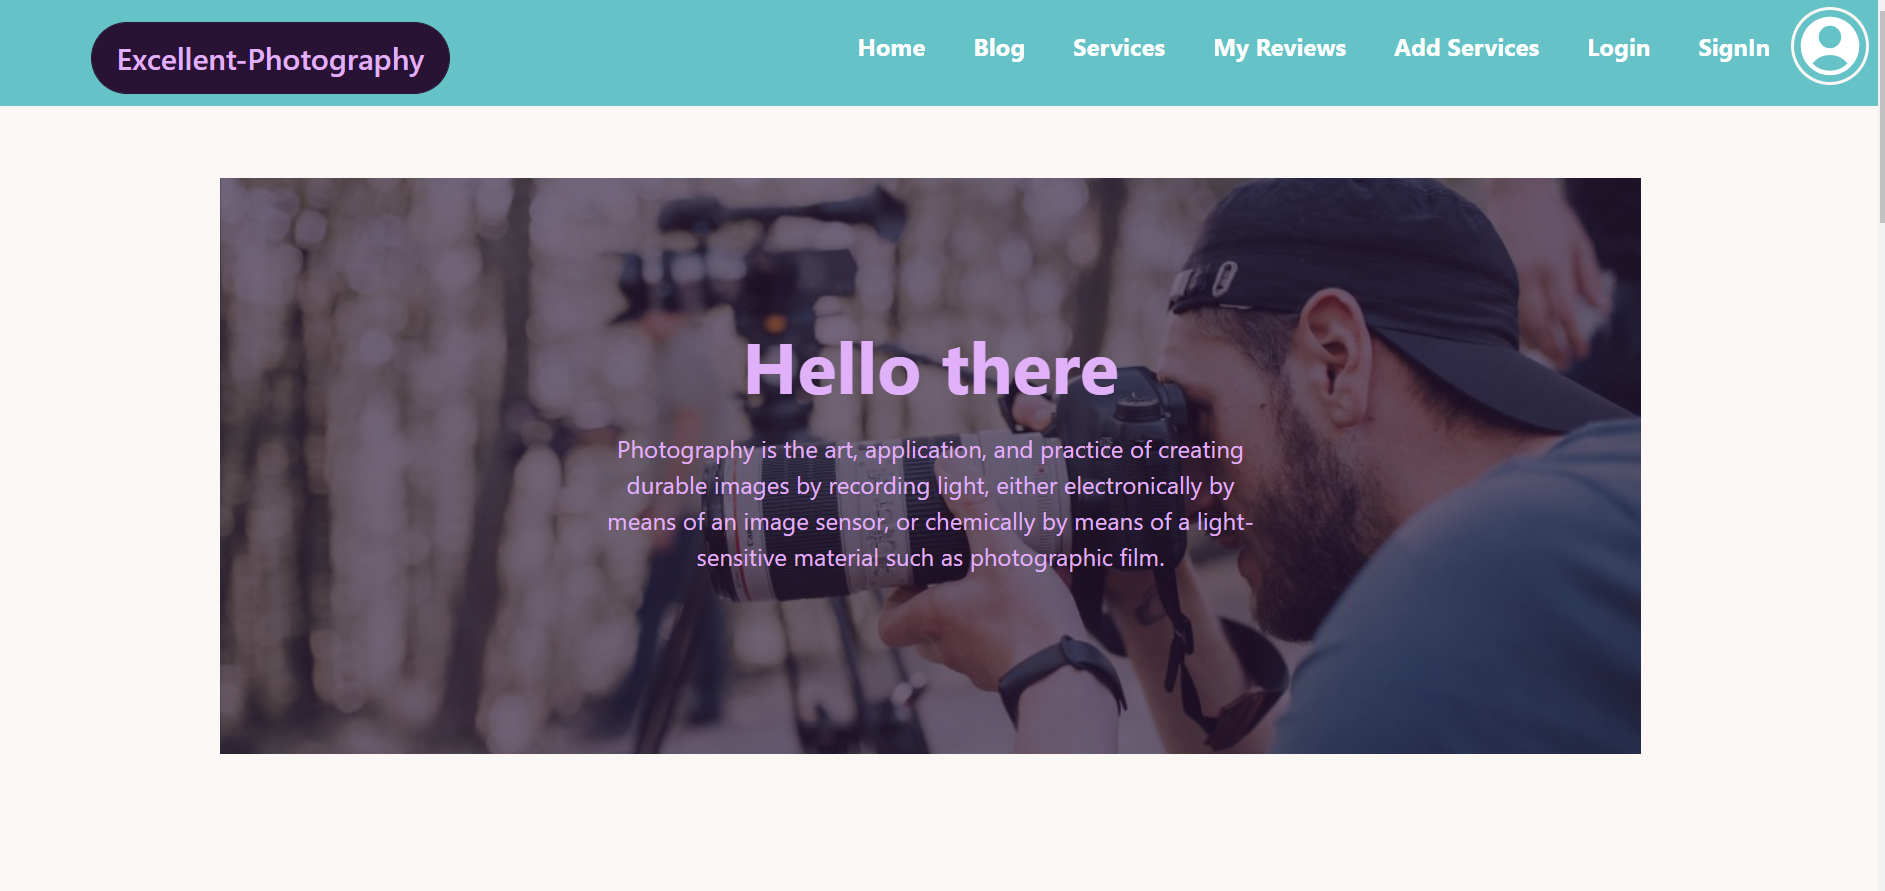 Excellent-Photography
Home Blog Services My Reviews Add Services Login SignIn
Hello there
Photography is the art, application, and practice of creating
durable images by recording light, either electronically by
means of an image sensor, or chemically by means of a light-
sensitive material such as photographic film.